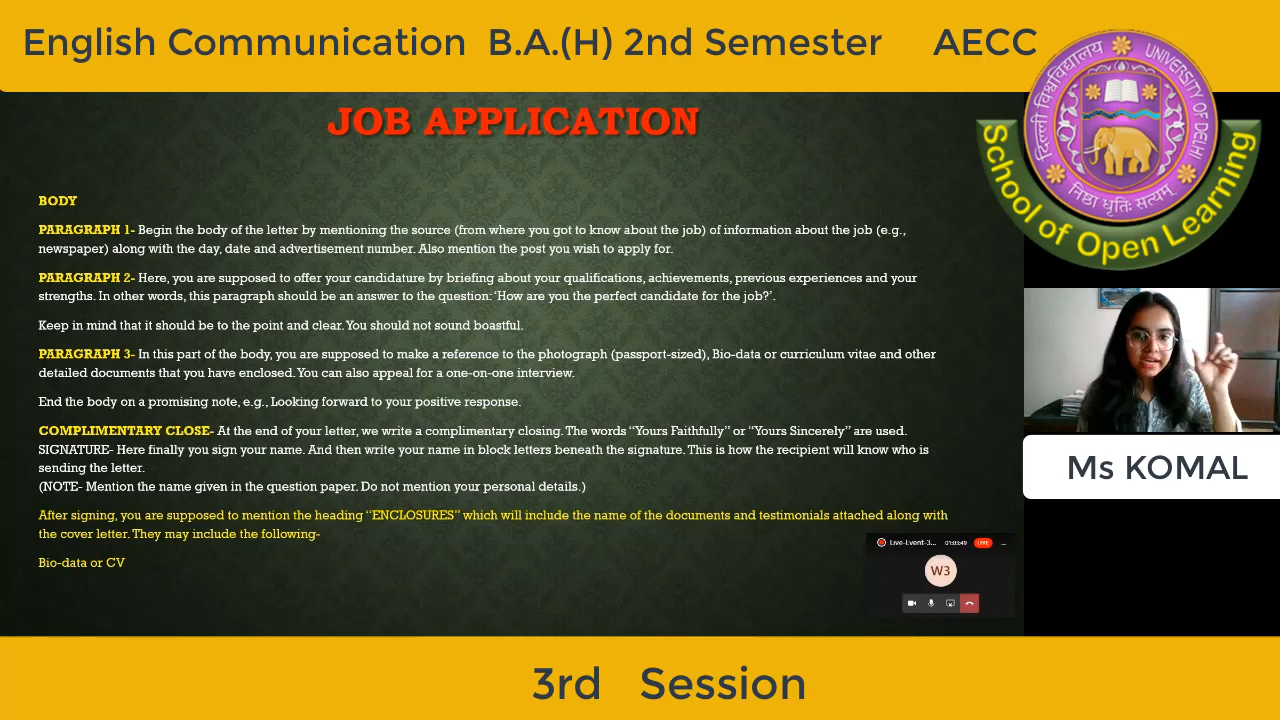 English Communication B.A.(H) 2nd Semester AECC
दिल्ली विश्वविद्यालय
UNIVERSITY OF DELHI
निष्ठा धृतिः सत्यम्
School of Open Learning
JOB APPLICATION
BODY
PARAGRAPH 1- Begin the body of the letter by mentioning the source (from where you got to know about the job) of information about the job (e.g.,
newspaper) along with the day, date and advertisement number. Also mention the post you wish to apply for.
PARAGRAPH 2- Here, you are supposed to offer your candidature by briefing about your qualifications, achievements, previous experiences and your
strengths. In other words, this paragraph should be an answer to the question: 'How are you the perfect candidate for the job?'.
Keep in mind that it should be to the point and clear. You should not sound boastful.
PARAGRAPH 3- In this part of the body, you are supposed to make a reference to the photograph (passport-sized), Bio-data or curriculum vitae and other
detailed documents that you have enclosed. You can also appeal for a one-on-one interview.
End the body on a promising note, e.g., Looking forward to your positive response.
COMPLIMENTARY CLOSE- At the end of your letter, we write a complimentary closing. The words “Yours Faithfully” or “Yours Sincerely” are used.
SIGNATURE- Here finally you sign your name. And then write your name in block letters beneath the signature. This is how the recipient will know who is
sending the letter.
(NOTE- Mention the name given in the question paper. Do not mention your personal details.)
After signing, you are supposed to mention the heading “ENCLOSURES” which will include the name of the documents and testimonials attached along with
the cover letter. They may include the following-
Bio-data or CV
Live-Event-3...
01:03:49
LIVE
...
W3
Ms KOMAL
3rd Session